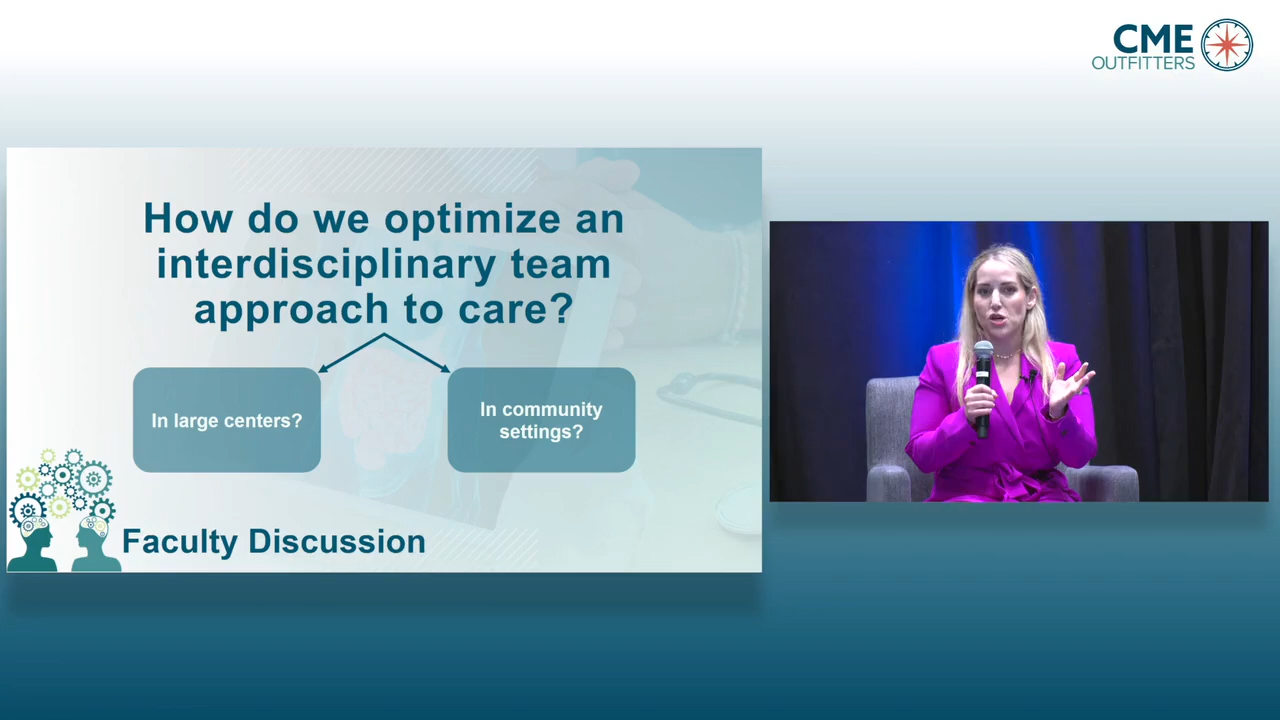 CME
OUTFITTERS
How do we optimize an
interdisciplinary team
approach to care?
In large centers?
In community
settings?
Faculty Discussion